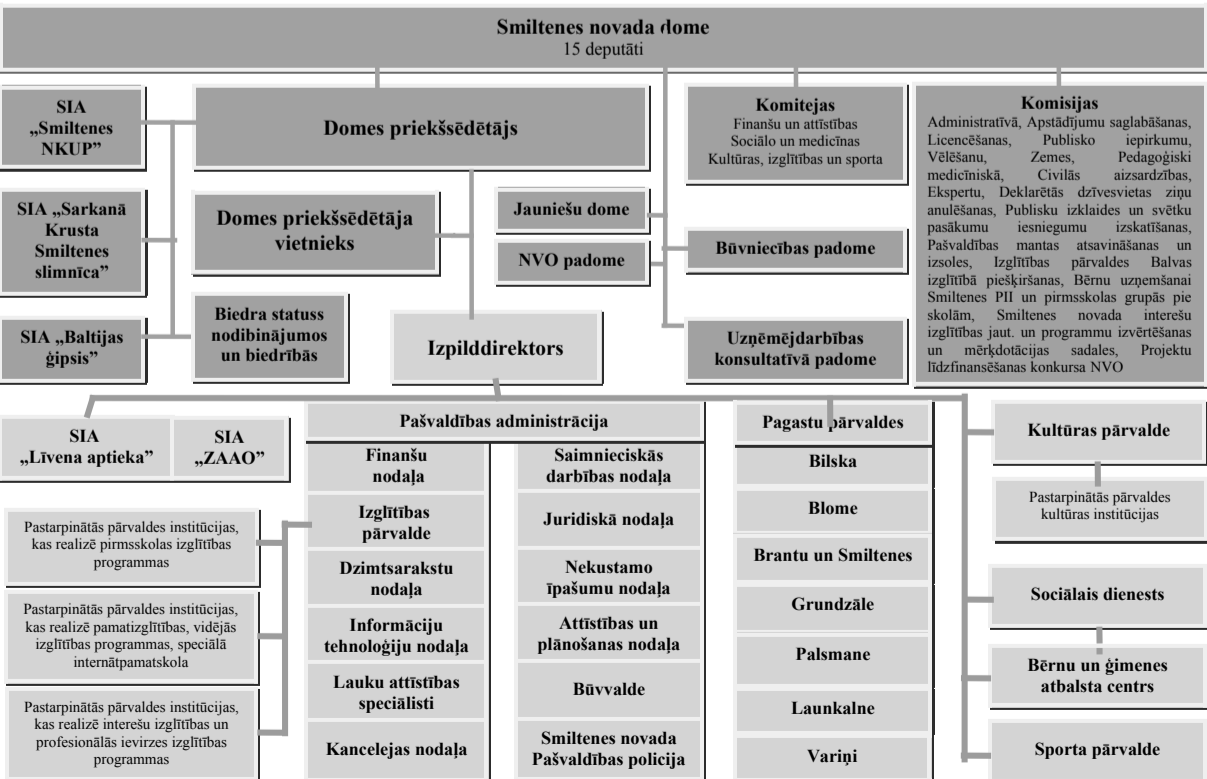 Smiltenes novada dome
15 deputāti
SIA
„Smiltenes
NKUP”
Domes priekšsēdētājs
Komitejas
Finanšu un attīstības
Sociālo un medicīnas
Kultūras, izglītības un sporta
Komisijas
Administratīvā, Apstādījumu saglabāšanas,
Licencēšanas, Publisko iepirkumu,
Vēlēšanu, Zemes, Pedagoģiski
medicīniskā, Civilās aizsardzības,
Ekspertu, Deklarētās dzīvesvietas ziņu
anulēšanas, Publisku izklaides un svētku
pasākumu iesniegumu izskatīšanas,
Pašvaldības mantas atsavināšanas un
izsoles, Izglītības pārvaldes Balvas
izglītībā piešķiršanas, Bērnu uzņemšanai
Smiltenes PII un pirmsskolas grupās pie
skolām, Smiltenes novada interešu
izglītības jaut. un programmu izvērtēšanas
un mērķdotācijas sadales, Projektu
līdzfinansēšanas konkursa NVO
SIA „Sarkanā
Krusta
Smiltenes
slimnīca”
Domes priekšsēdētāja
vietnieks
Jauniešu dome
NVO padome
Būvniecības padome
SIA „Baltijas
ģipsis”
Biedra statuss
nodibinājumos
un biedrībās
Izpilddirektors
Uzņēmējdarbības
konsultatīvā padome
SIA
„Līvena aptieka”
SIA
„ZAAO”
Pašvaldības administrācija
Finanšu
nodaļa
Izglītības
pārvalde
Dzimtsarakstu
nodaļa
Informāciju
tehnoloģiju nodaļa
Lauku attīstības
speciālisti
Kancelejas nodaļa
Saimnieciskās
darbības nodaļa
Juridiskā nodaļa
Nekustamo
īpašumu nodaļa
Attīstības un
plānošanas nodaļa
Būvvalde
Smiltenes novada
Pašvaldības policija
Pagastu pārvaldes
Bilska
Blome
Brantu un Smiltenes
Grundzāle
Palsmane
Launkalne
Variņi
Kultūras pārvalde
Pastarpinātās pārvaldes
kultūras institūcijas
Sociālais dienests
Bērnu un ģimenes
atbalsta centrs
Sporta pārvalde
Pastarpinātās pārvaldes institūcijas,
kas realizē pirmsskolas izglītības
programmas
Pastarpinātās pārvaldes institūcijas,
kas realizē pamatizglītības, vidējās
izglītības programmas, speciālā
internātpamatskola
Pastarpinātās pārvaldes institūcijas,
kas realizē interešu izglītības un
profesionālās ievirzes izglītības
programmas